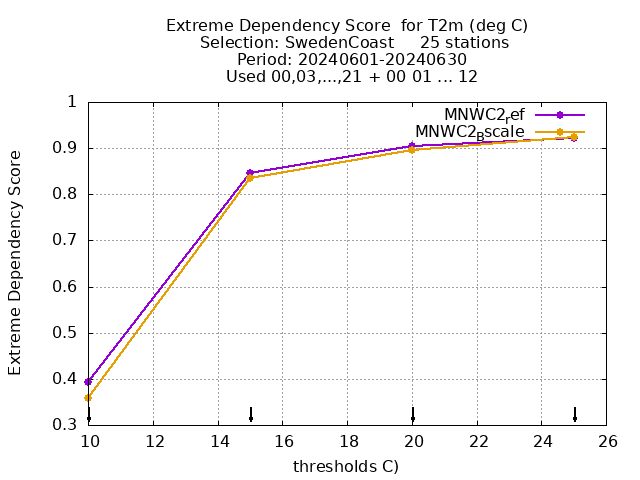 Extreme Dependency Score  for T2m (deg C)
Selection: SwedenCoast     25 stations
Period: 20240601-20240630
Used 00,03,...,21 + 00 01 ... 12
MNWC2ref
MNWC2Bscale
Extreme Dependency Score
1
0.9
0.8
0.7
0.6
0.5
0.4
0.3
10 12 14 16 18 20 22 24 26
thresholds C)